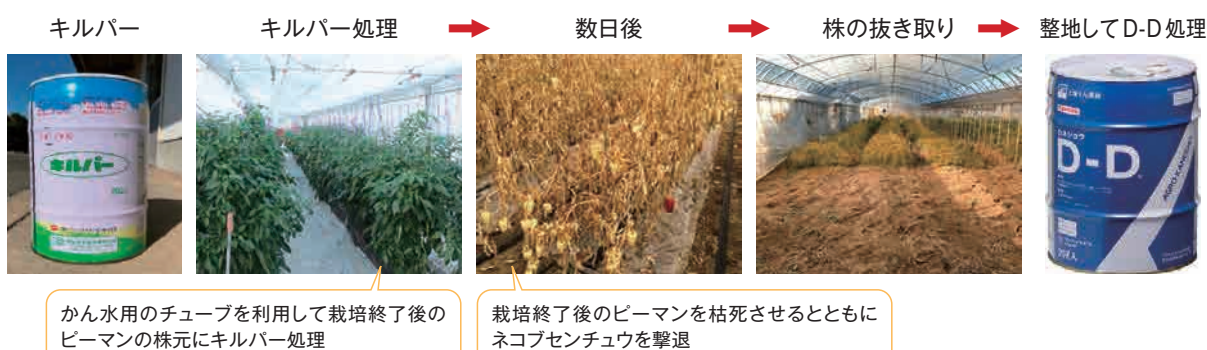 キルパー
キルパー処理
数日後
株の抜き取り
整地してD-D処理
キルパー
D-D
AGRO-KANESHO
かん水用のチューブを利用して栽培終了後の
ピーマンの株元にキルパー処理
栽培終了後のピーマンを枯死させるとともに
ネコブセンチュウを撃退